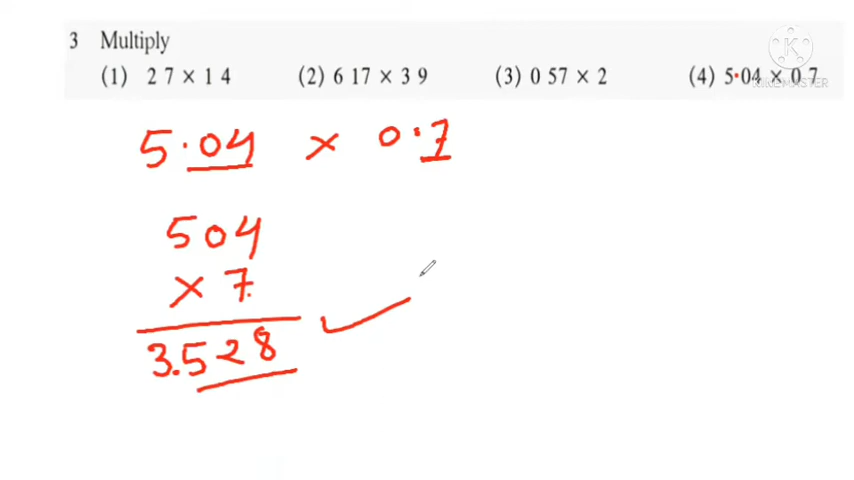 3 Multiply
(1) 2 7 × 1 4 (2) 6 17 × 3 9 (3) 0 57 × 2 (4) 5·04 × 0 7
KINEMASTER
5·04 × 0·7
504
× 7
3.528